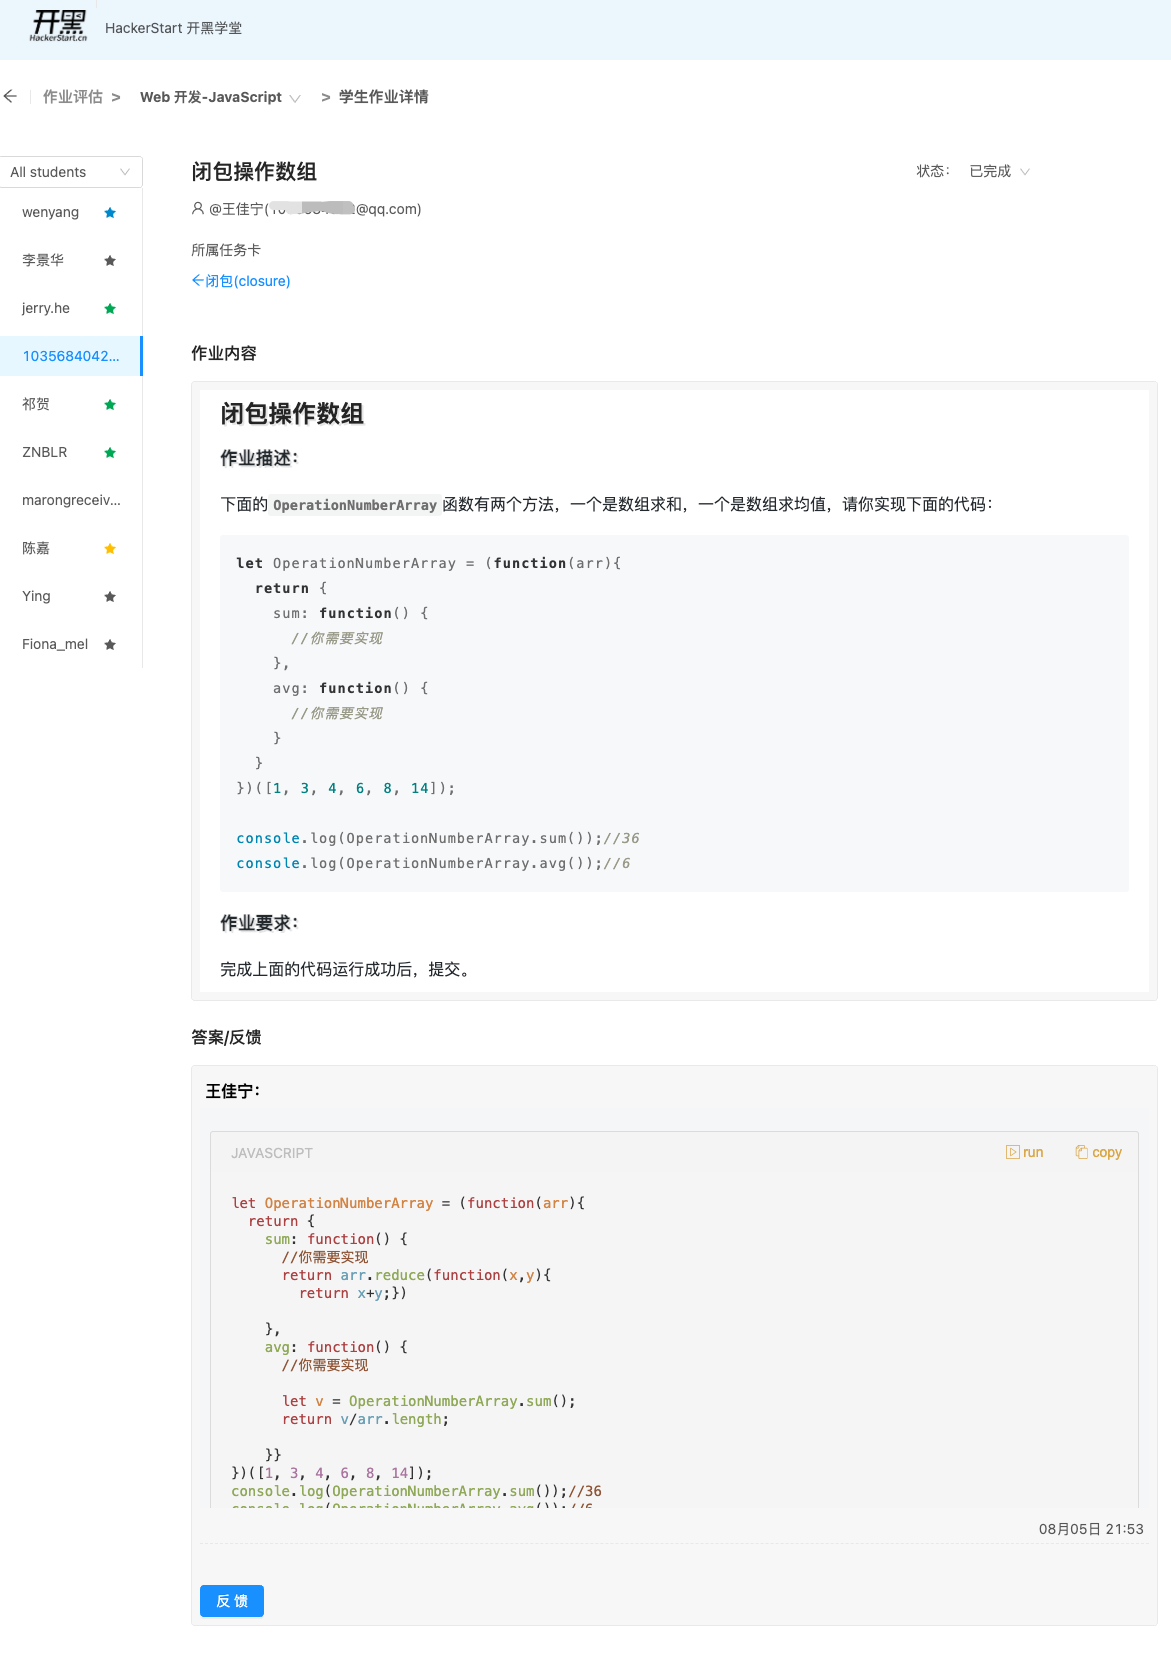 开黑
HackerStart.cn
HackerStart 开黑学堂
作业评估 > Web 开发-JavaScript > 学生作业详情
All students
wenyang
李景华
jerry.he
1035684042...
祁贺
ZNBLR
marongreceiv...
陈嘉
Ying
Fiona_mel
闭包操作数组
状态： 已完成
@王佳宁( @qq.com)
所属任务卡
闭包(closure)
作业内容
闭包操作数组
作业描述：
下面的 OperationNumberArray 函数有两个方法，一个是数组求和，一个是数组求均值，请你实现下面的代码：
let OperationNumberArray = (function(arr){
  return {
    sum: function() {
      //你需要实现
    },
    avg: function() {
      //你需要实现
    }
  }
})([1, 3, 4, 6, 8, 14]);
console.log(OperationNumberArray.sum());//36
console.log(OperationNumberArray.avg());//6
作业要求：
完成上面的代码运行成功后，提交。
答案/反馈
王佳宁：
JAVASCRIPT
run
copy
let OperationNumberArray = (function(arr){
  return {
    sum: function() {
      //你需要实现
      return arr.reduce(function(x,y){
        return x+y;})
    },
    avg: function() {
      //你需要实现
      let v = OperationNumberArray.sum();
      return v/arr.length;
    }}
})([1, 3, 4, 6, 8, 14]);
console.log(OperationNumberArray.sum());//36
console.log(OperationNumberArray.avg());//6
08月05日 21:53
反 馈